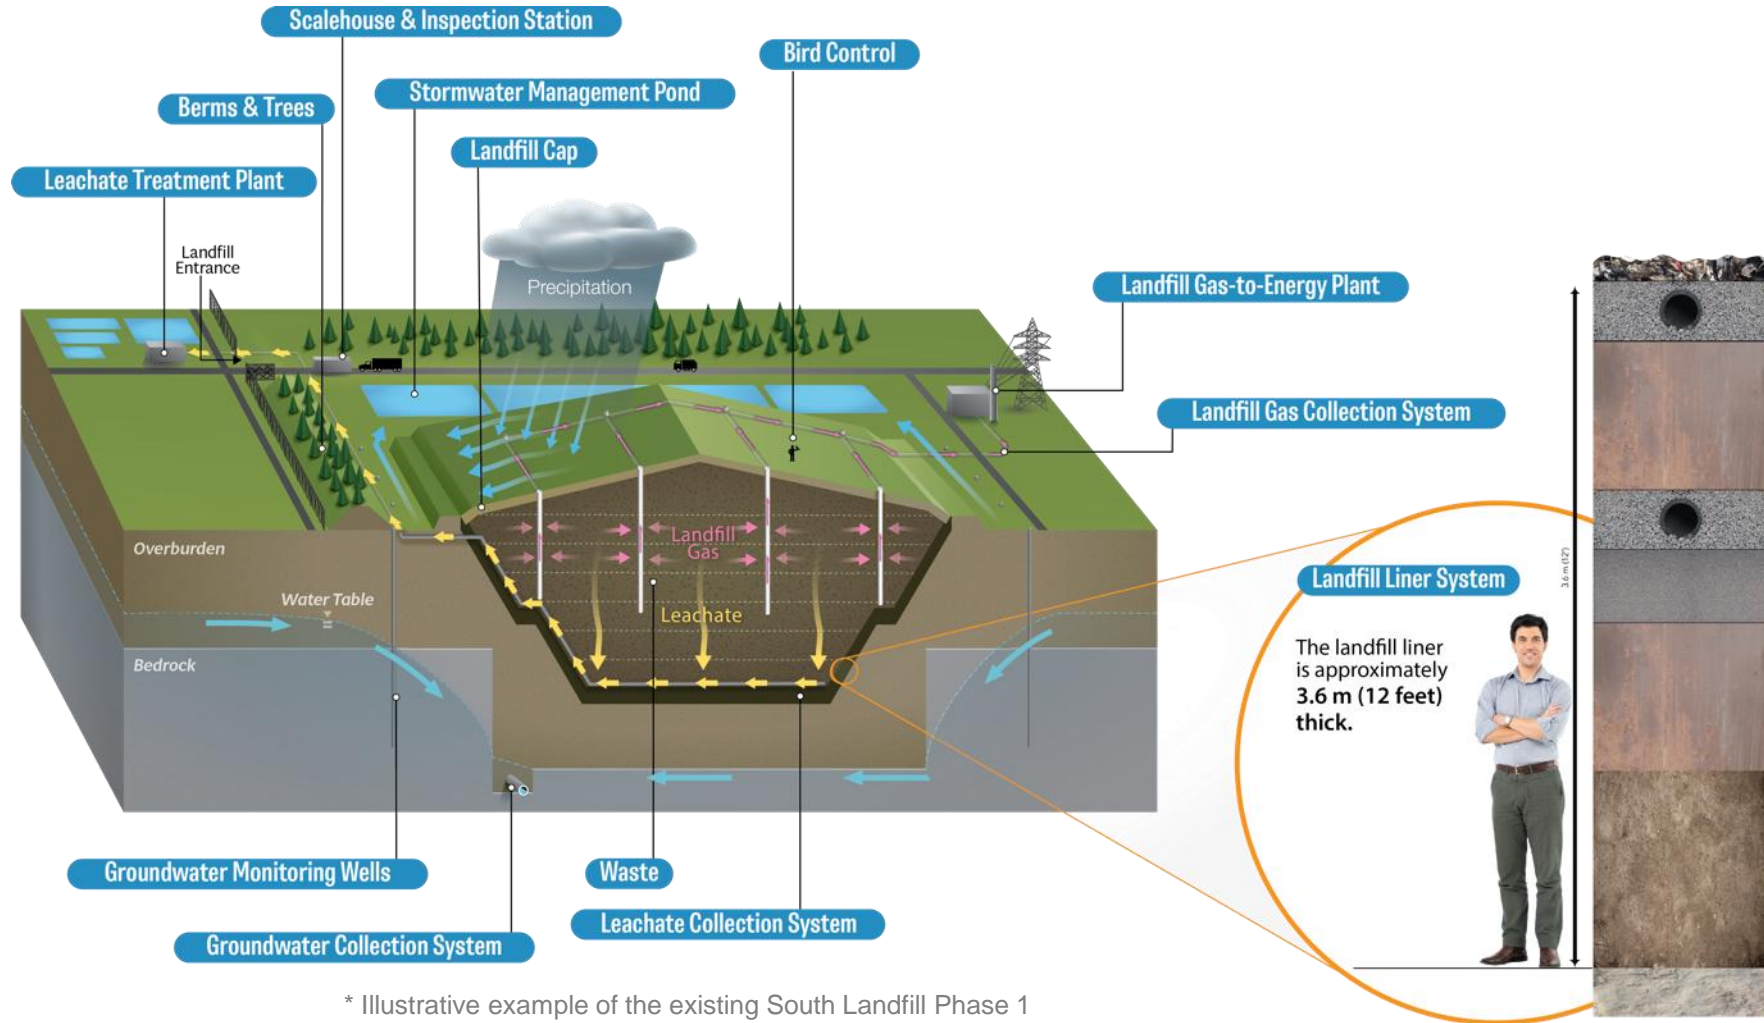 Scalehouse & Inspection Station
Bird Control
Stormwater Management Pond
Berms & Trees
Landfill Cap
Leachate Treatment Plant
Landfill
Entrance
Precipitation
Landfill Gas-to-Energy Plant
Landfill Gas Collection System
Overburden
Landfill
Gas
Water Table
Leachate
Bedrock
3.6 m (12')
Landfill Liner System
The landfill liner
is approximately
3.6 m (12 feet)
thick.
Groundwater Monitoring Wells
Waste
Leachate Collection System
Groundwater Collection System
* Illustrative example of the existing South Landfill Phase 1